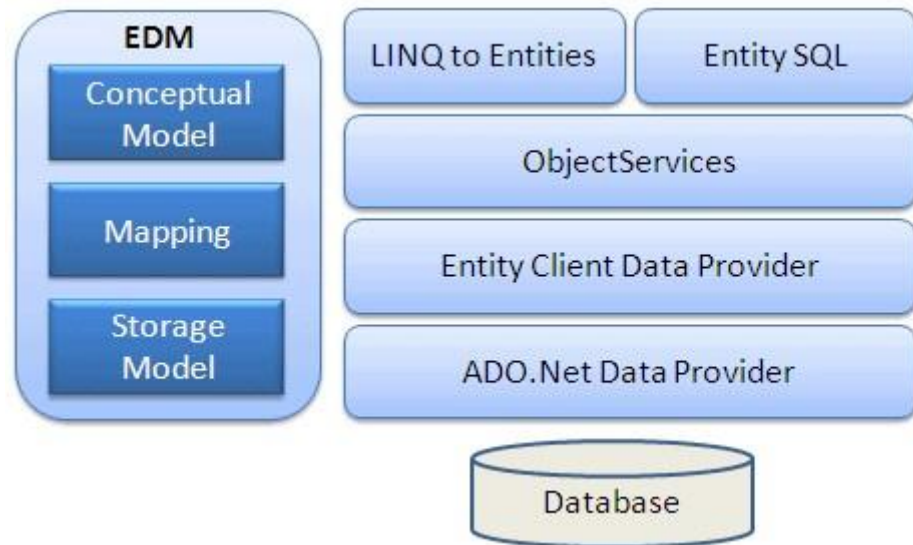 EDM
Conceptual
Model
Mapping
Storage
Model
LINQ to Entities
Entity SQL
ObjectServices
Entity Client Data Provider
ADO.Net Data Provider
Database